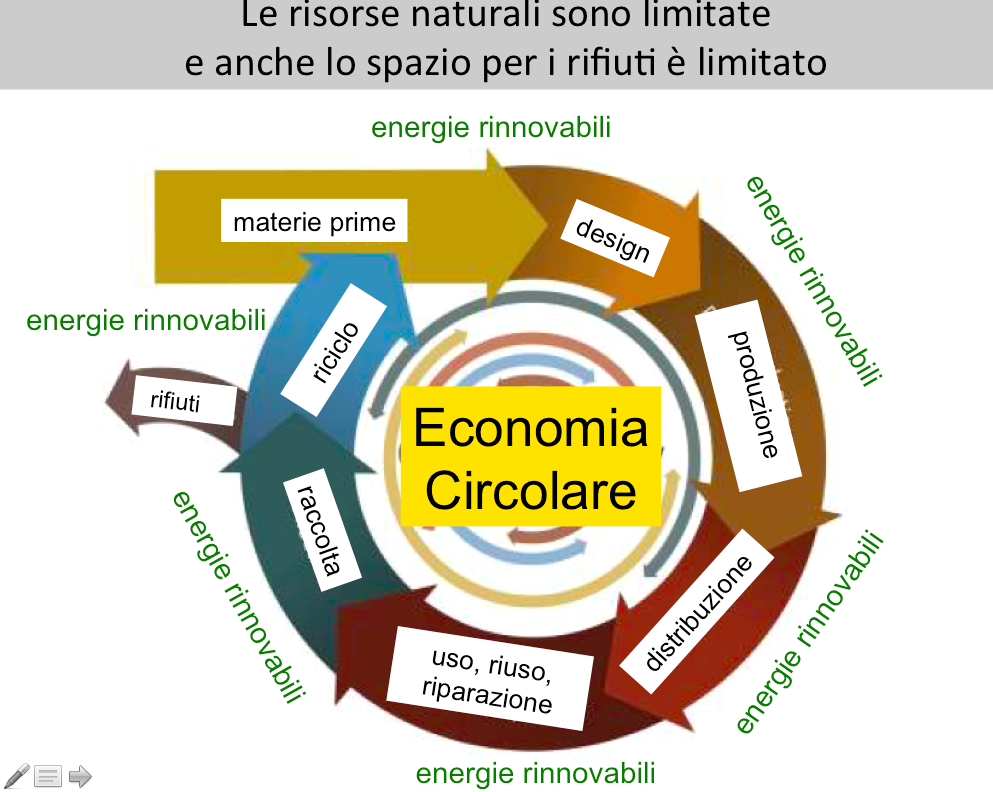 Le risorse naturali sono limitate
e anche lo spazio per i rifiuti è limitato
energie rinnovabili
materie prime
design
energie rinnovabili
produzione
energie rinnovabili
riciclo
rifiuti
Economia
Circolare
raccolta
energie rinnovabili
distribuzione
energie rinnovabili
uso, riuso,
riparazione
energie rinnovabili